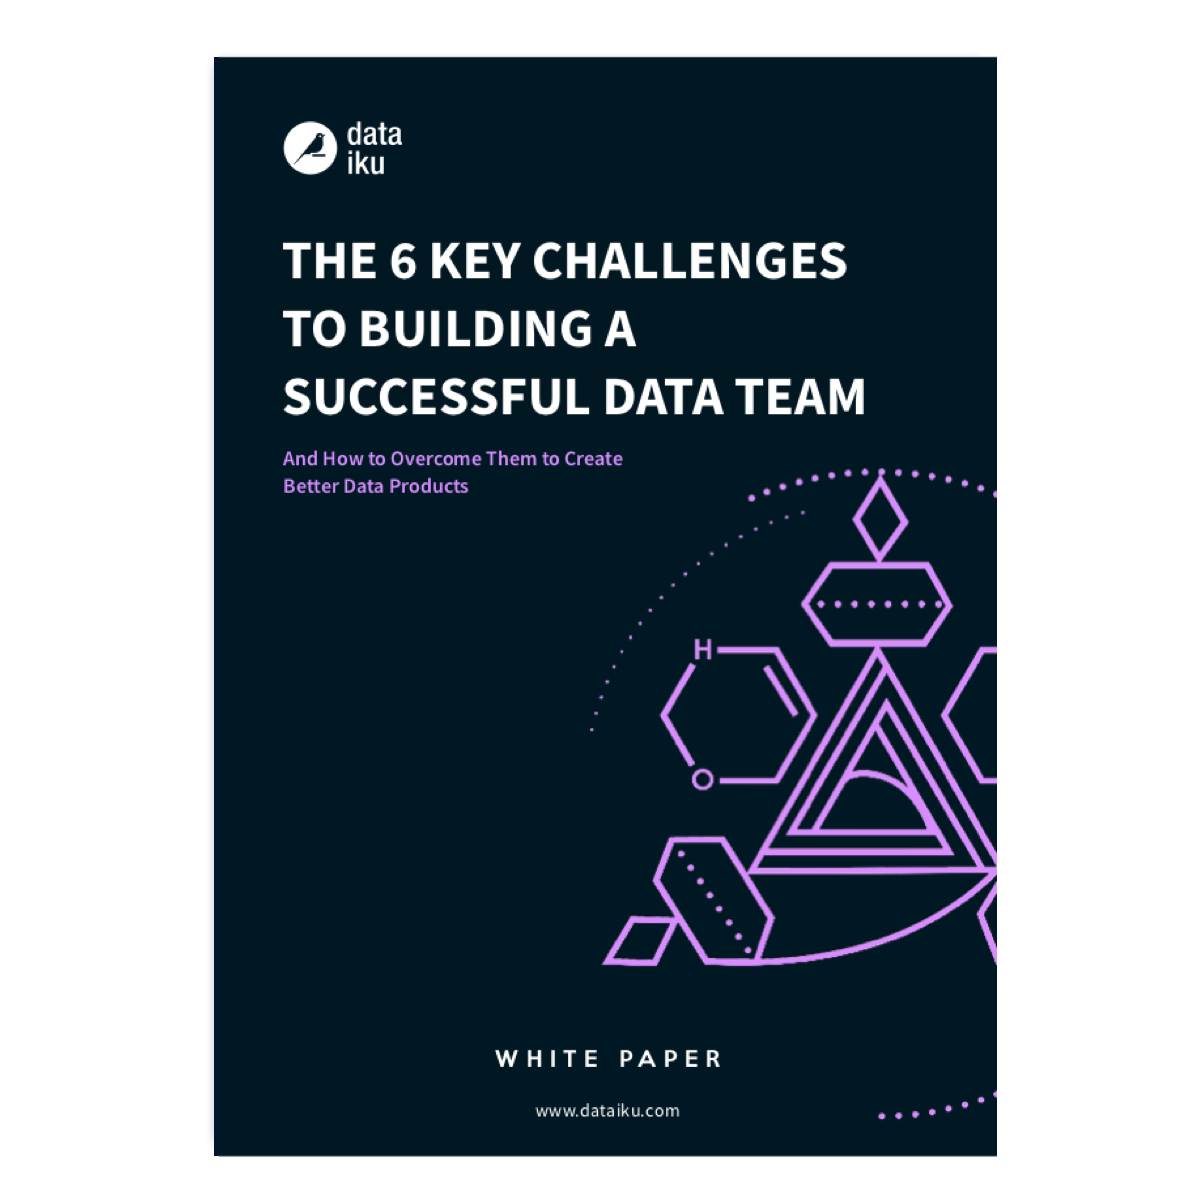 data
iku
THE 6 KEY CHALLENGES
TO BUILDING A
SUCCESSFUL DATA TEAM
And How to Overcome Them to Create
Better Data Products
H
O
WHITE PAPER
www.dataiku.com